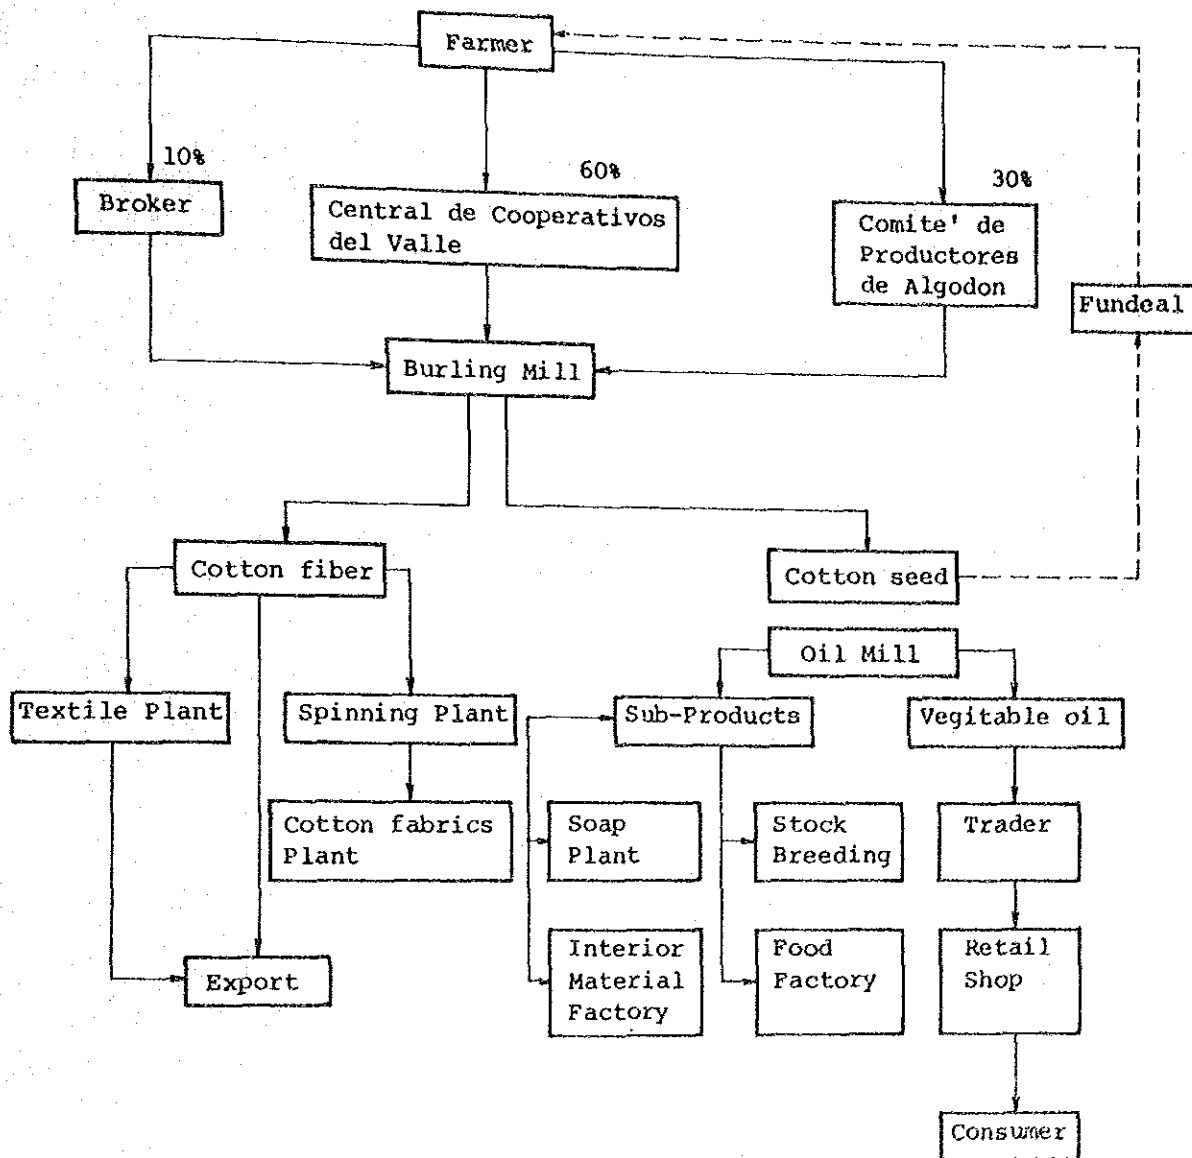 Farmer
10%
60%
30%
Broker
Central de Cooperativos
del Valle
Comite' de
Productores
de Algodon
Fundeal
Burling Mill
Cotton fiber
Cotton seed
Oil Mill
Textile Plant
Spinning Plant
Sub-Products
Vegitable oil
Cotton fabrics
Plant
Soap
Plant
Stock
Breeding
Trader
Interior
Material
Factory
Food
Factory
Retail
Shop
Export
Consumer